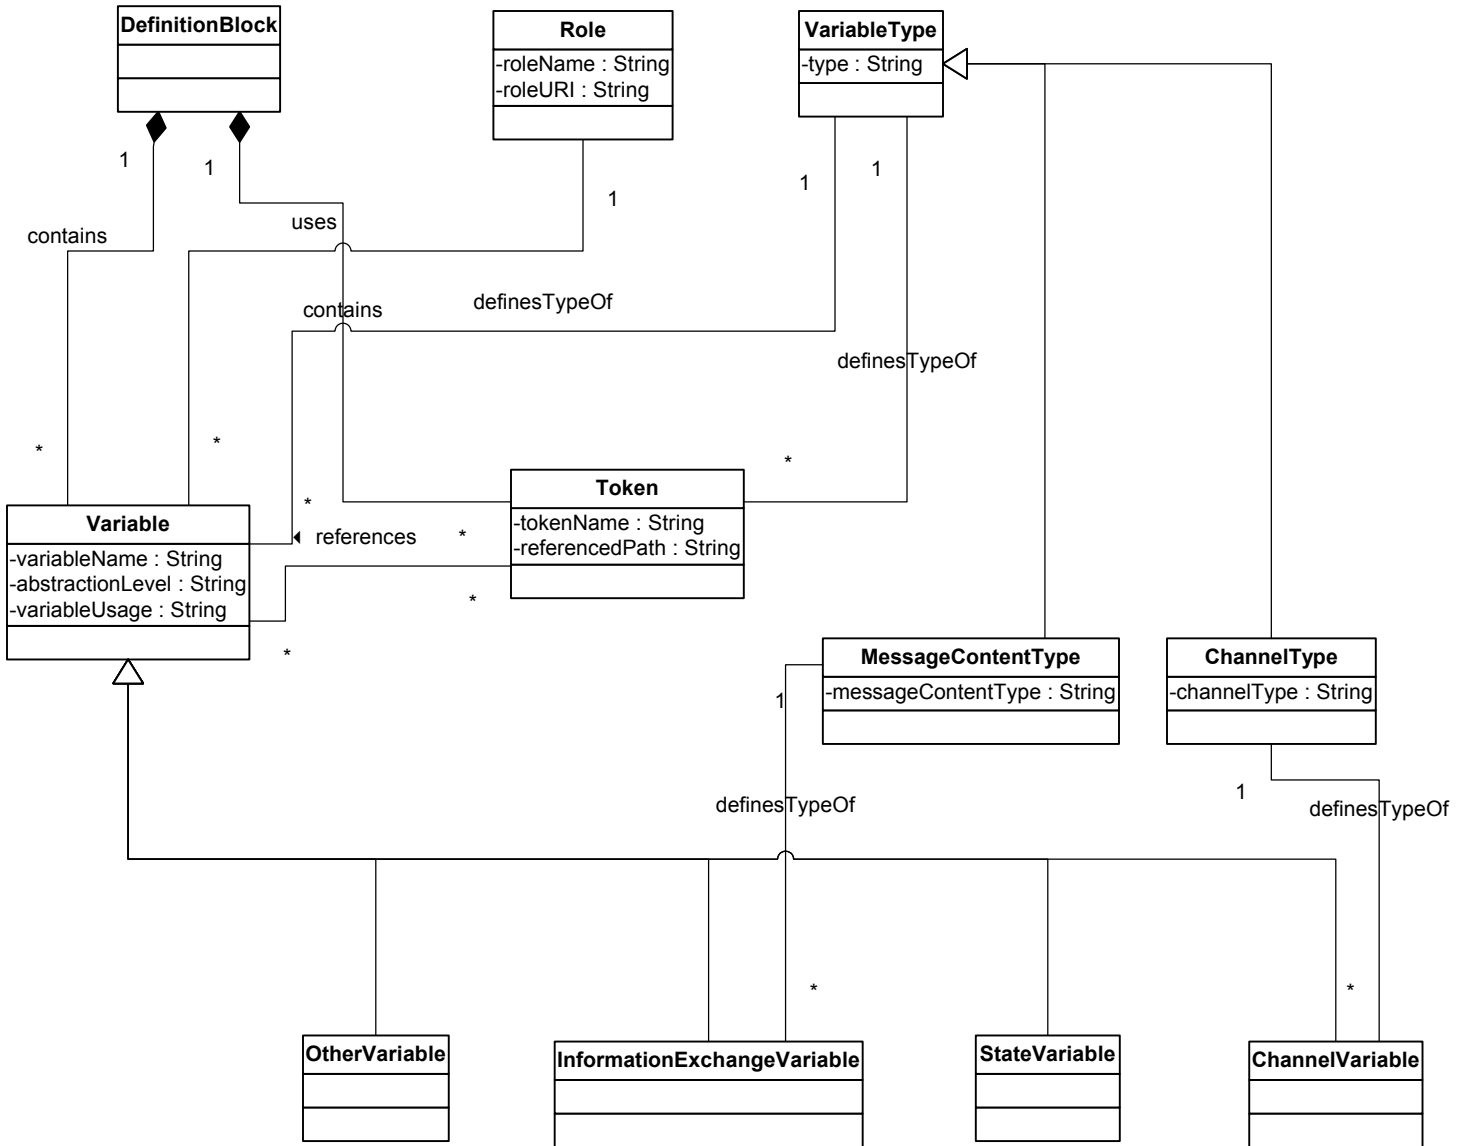 DefinitionBlock
Role
-roleName : String
-roleURI : String
VariableType
-type : String
1
1
1
1
1
contains
uses
contains
definesTypeOf
definesTypeOf
*
*
*
*
*
Token
-tokenName : String
-referencedPath : String
Variable
-variableName : String
-abstractionLevel : String
-variableUsage : String
references
*
*
MessageContentType
-messageContentType : String
ChannelType
-channelType : String
1
1
definesTypeOf
definesTypeOf
*
*
OtherVariable
InformationExchangeVariable
StateVariable
ChannelVariable